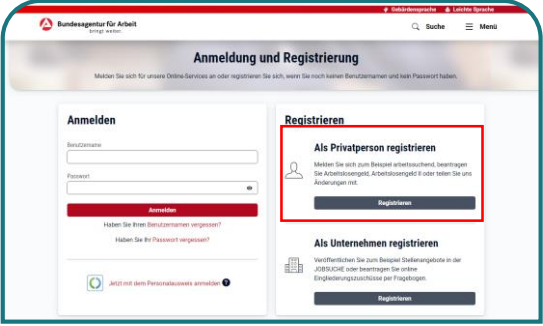 Gebärdensprache Leichte Sprache
Bundesagentur für Arbeit
bringt weiter.
Suche Menü
Anmeldung und Registrierung
Melden Sie sich für unsere Online-Services an oder registrieren Sie sich, wenn Sie noch keinen Benutzernamen und kein Passwort haben.
Anmelden
Benutzername
Passwort
Anmelden
Haben Sie Ihren Benutzernamen vergessen?
Haben Sie Ihr Passwort vergessen?
Jetzt mit dem Personalausweis anmelden ?
Registrieren
Als Privatperson registrieren
Melden Sie sich zum Beispiel arbeitssuchend, beantragen
Sie Arbeitslosengeld, Arbeitslosengeld II oder teilen Sie uns
Änderungen mit.
Registrieren
Als Unternehmen registrieren
Veröffentlichen Sie zum Beispiel Stellenangebote in der
JOBSUCHE oder beantragen Sie online
Eingliederungszuschüsse per Fragebogen.
Registrieren